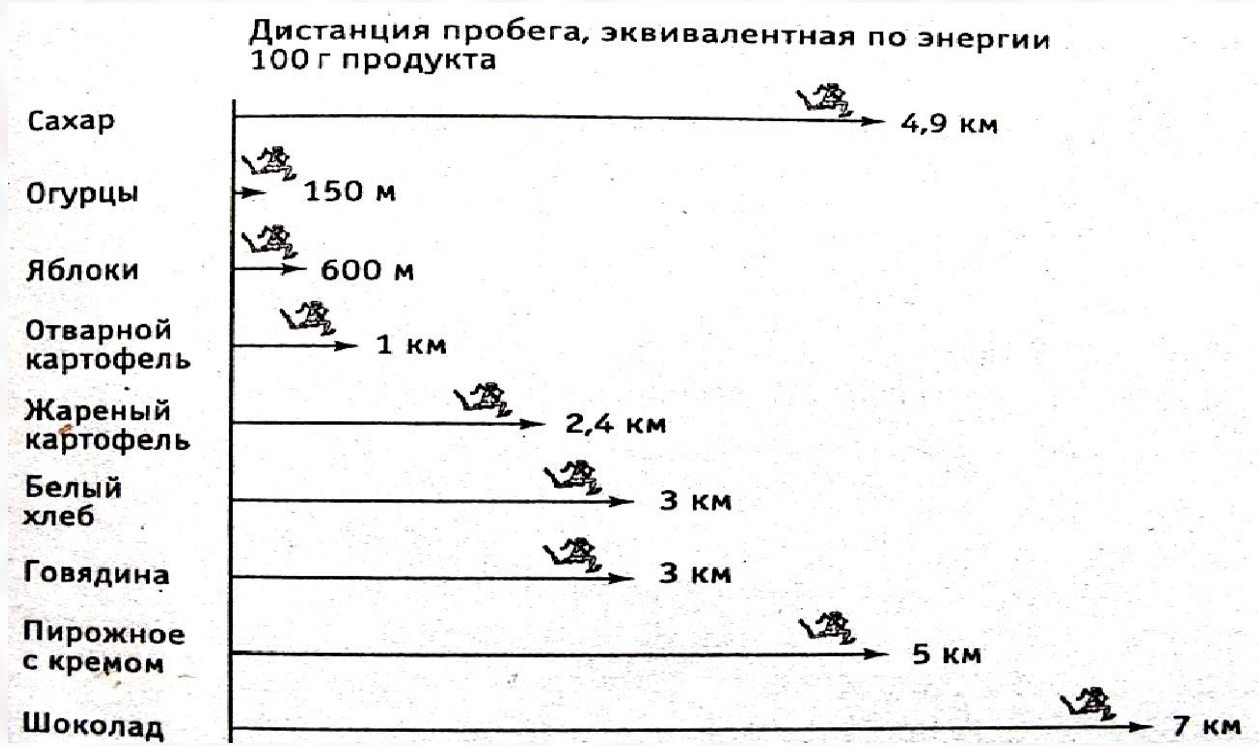 Дистанция пробега, эквивалентная по энергии
100 г продукта
Сахар
4,9 км
Огурцы
150 м
Яблоки
600 м
Отварной
картофель
1 км
Жареный
картофель
2,4 км
Белый
хлеб
3 км
Говядина
3 км
Пирожное
с кремом
5 км
Шоколад
7 км